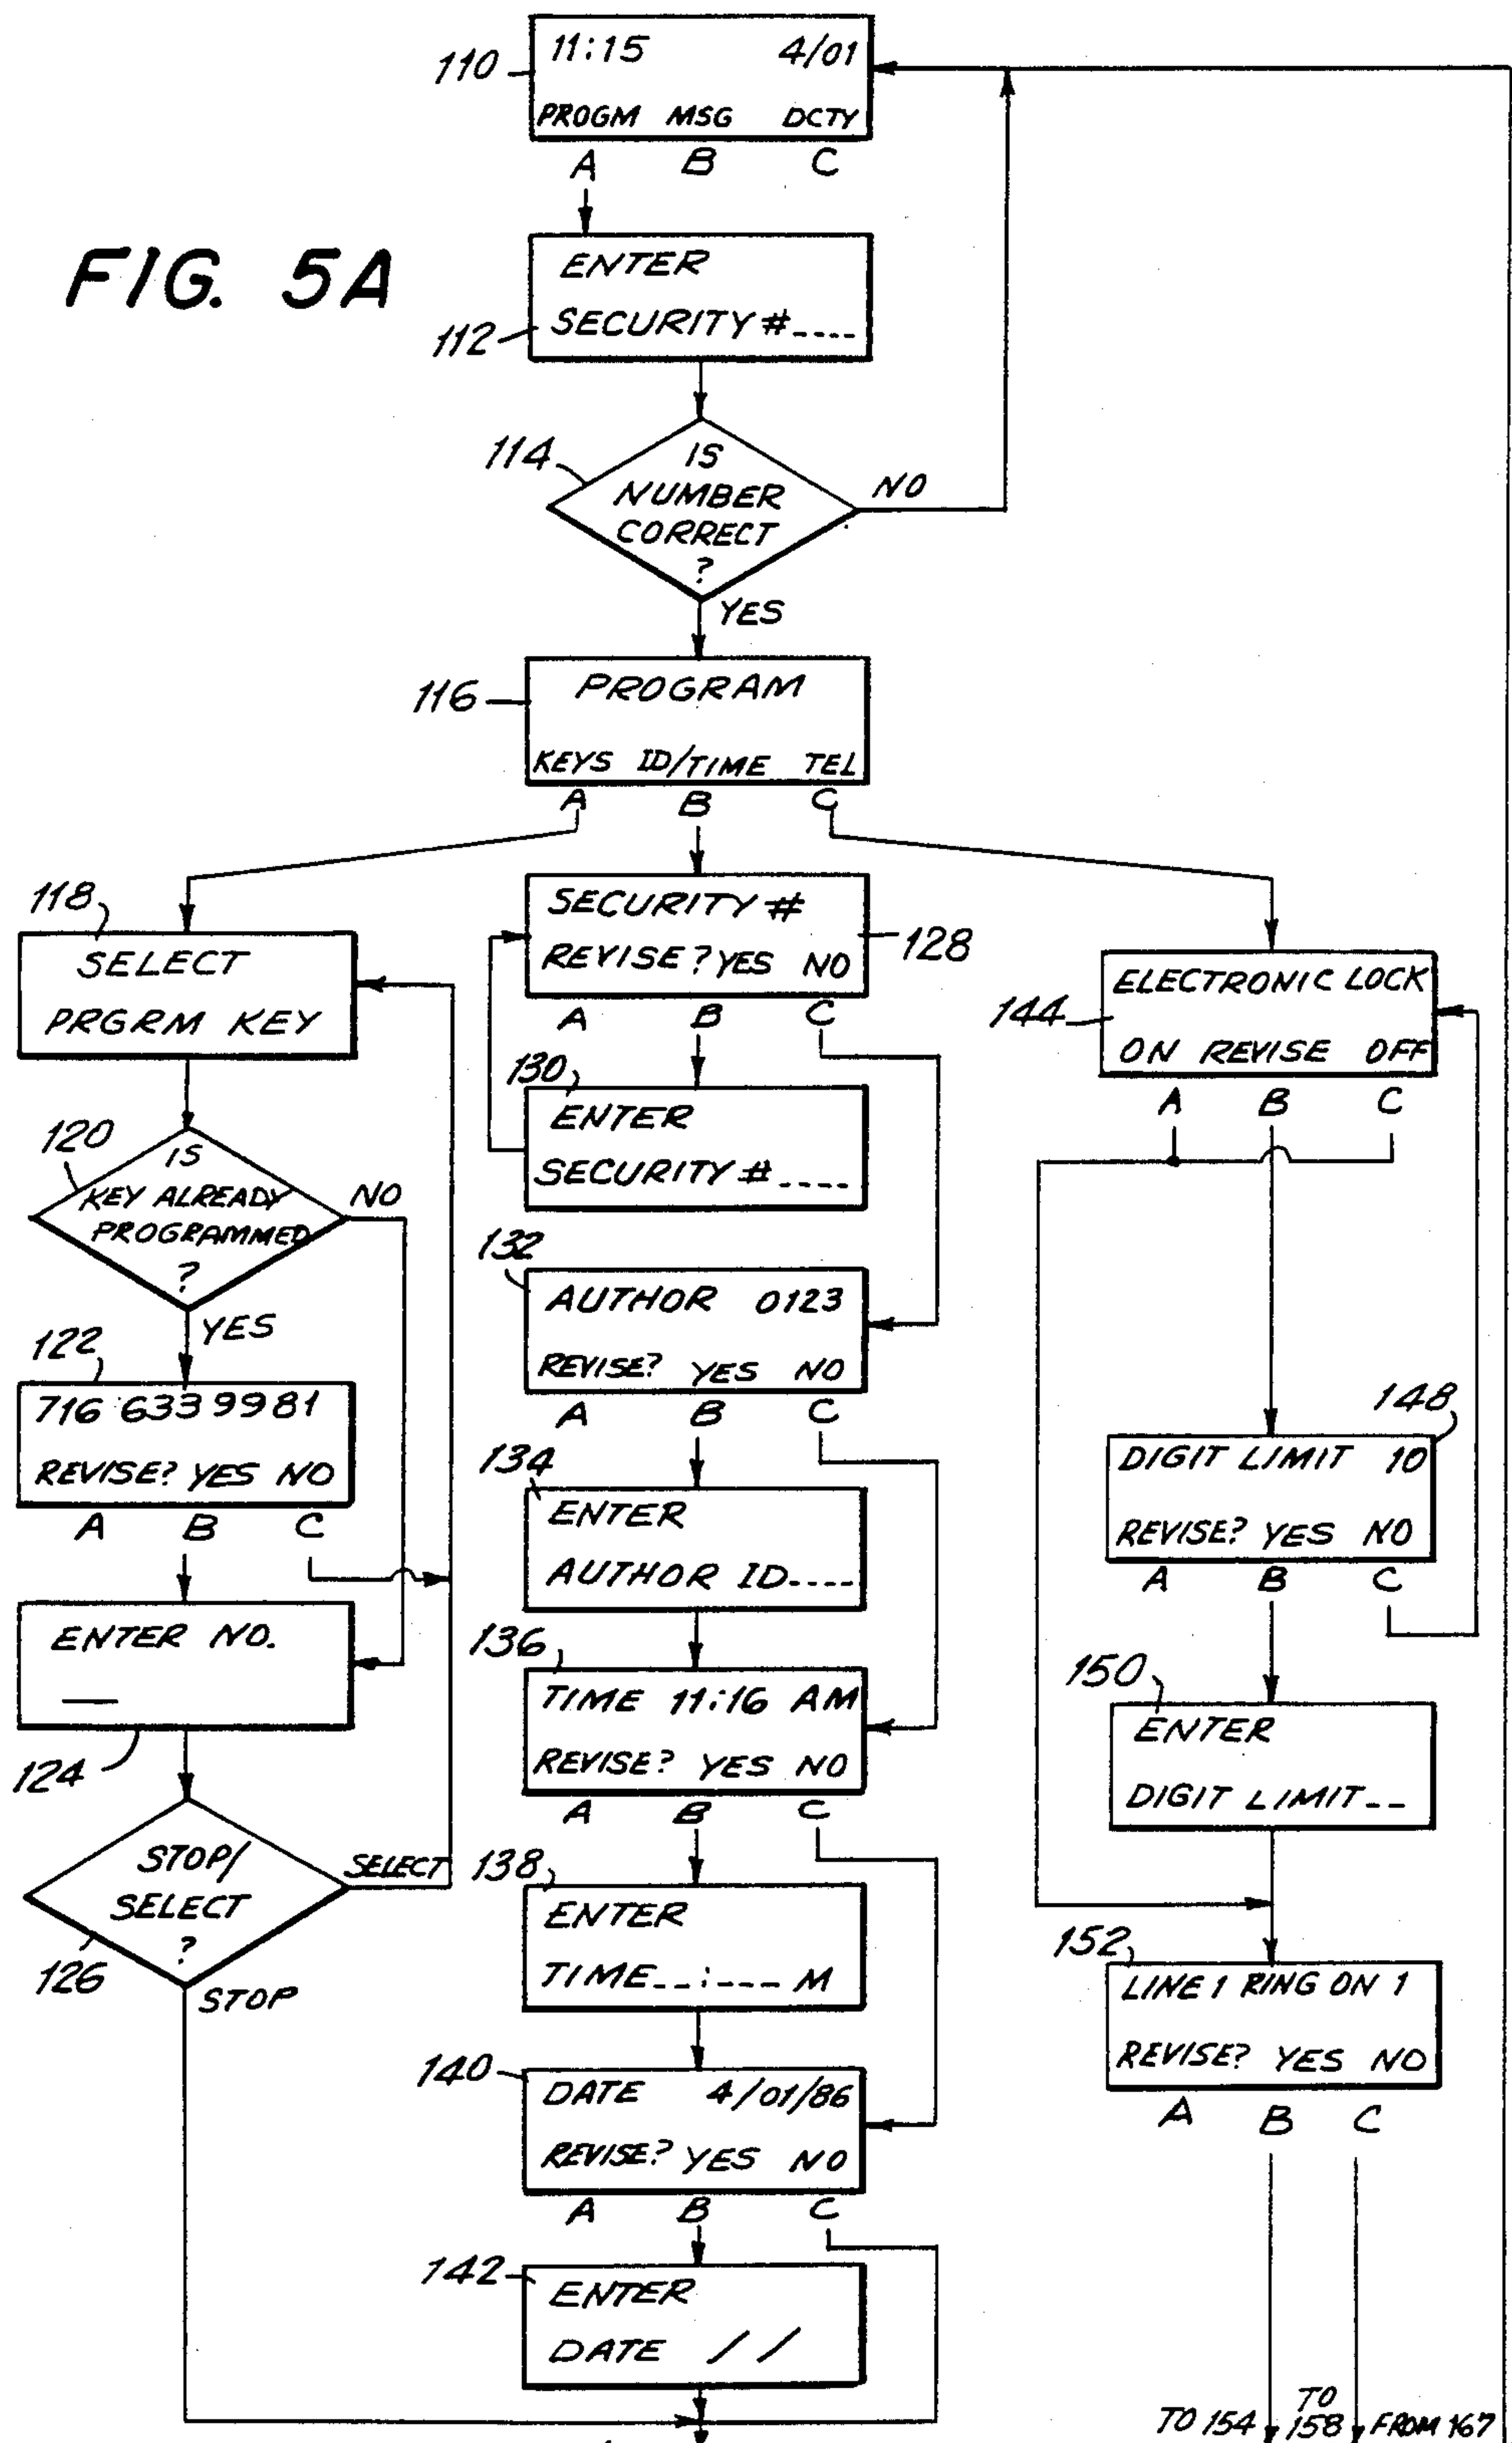 FIG. 5A
110
11:15 4/01
PROGM MSG DCTY
A B C
112
ENTER
SECURITY #----
114
IS
NUMBER
CORRECT
?
NO
YES
116
PROGRAM
KEYS ID/TIME TEL
A B C
118
SELECT
PRGRM KEY
120
IS
KEY ALREADY
PROGRAMMED
?
NO
YES
122
716 633 9981
REVISE? YES NO
A B C
ENTER NO.
__
124
STOP/
SELECT
?
SELECT
126
STOP
SECURITY #
REVISE? YES NO
128
A B C
130
ENTER
SECURITY #----
132
AUTHOR 0123
REVISE? YES NO
A B C
134
ENTER
AUTHOR ID----
136
TIME 11:16 AM
REVISE? YES NO
A B C
138
ENTER
TIME--:---M
140
DATE 4/01/86
REVISE? YES NO
A B C
142
ENTER
DATE / /
144
ELECTRONIC LOCK
ON REVISE OFF
A B C
148
DIGIT LIMIT 10
REVISE? YES NO
A B C
150
ENTER
DIGIT LIMIT--
152
LINE 1 RING ON 1
REVISE? YES NO
A B C
TO 154
TO
158
FROM 167